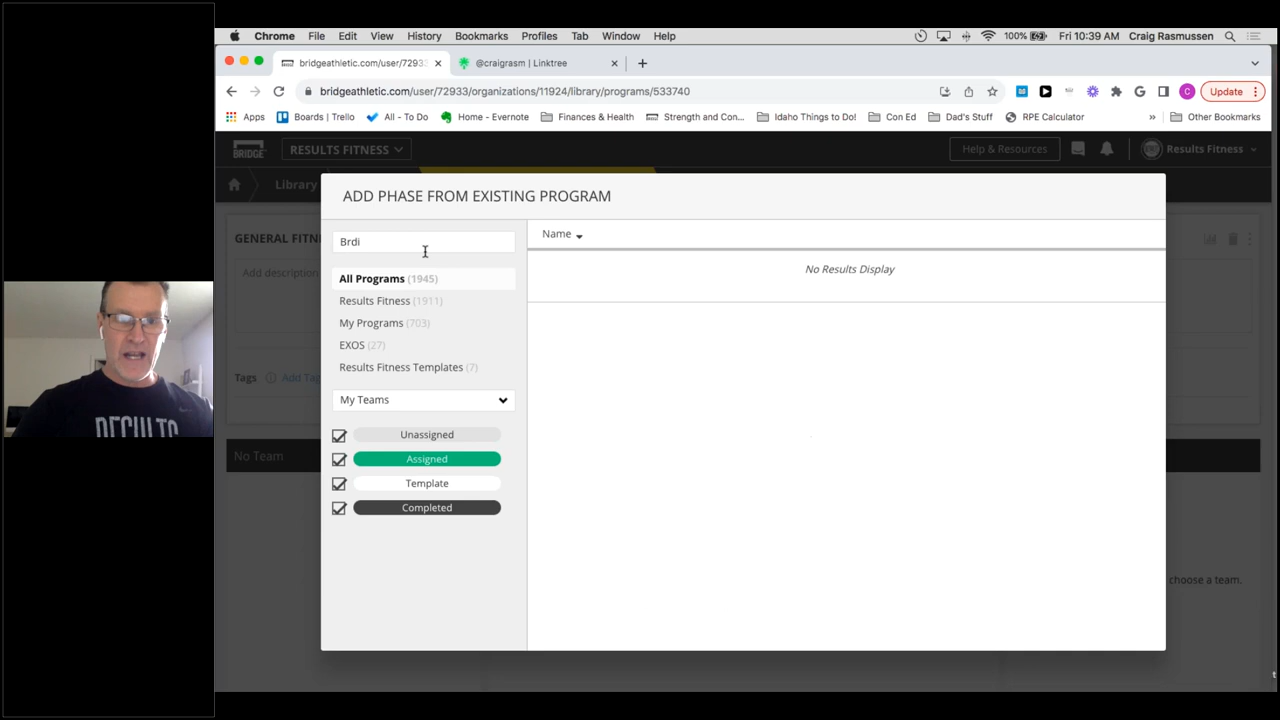 Chrome File Edit View History Bookmarks Profiles Tab Window Help 100% Fri 10:39 AM Craig Rasmussen
bridgeathletic.com/user/72933 @craigrasm | Linktree
bridgeathletic.com/user/72933/organizations/11924/library/programs/533740 C Update
Apps Boards | Trello All - To Do Home - Evernote Finances & Health Strength and Con... Idaho Things to Do! Con Ed Dad's Stuff RPE Calculator » Other Bookmarks
BRIDGE RESULTS FITNESS Help & Resources Results Fitness
Library
ADD PHASE FROM EXISTING PROGRAM
GENERAL FITN
Add description
Tags Add Tag
No Team
choose a team.
Brdi
All Programs (1945)
Results Fitness (1911)
My Programs (703)
EXOS (27)
Results Fitness Templates (7)
My Teams
Unassigned
Assigned
Template
Completed
Name
No Results Display
RESULTS